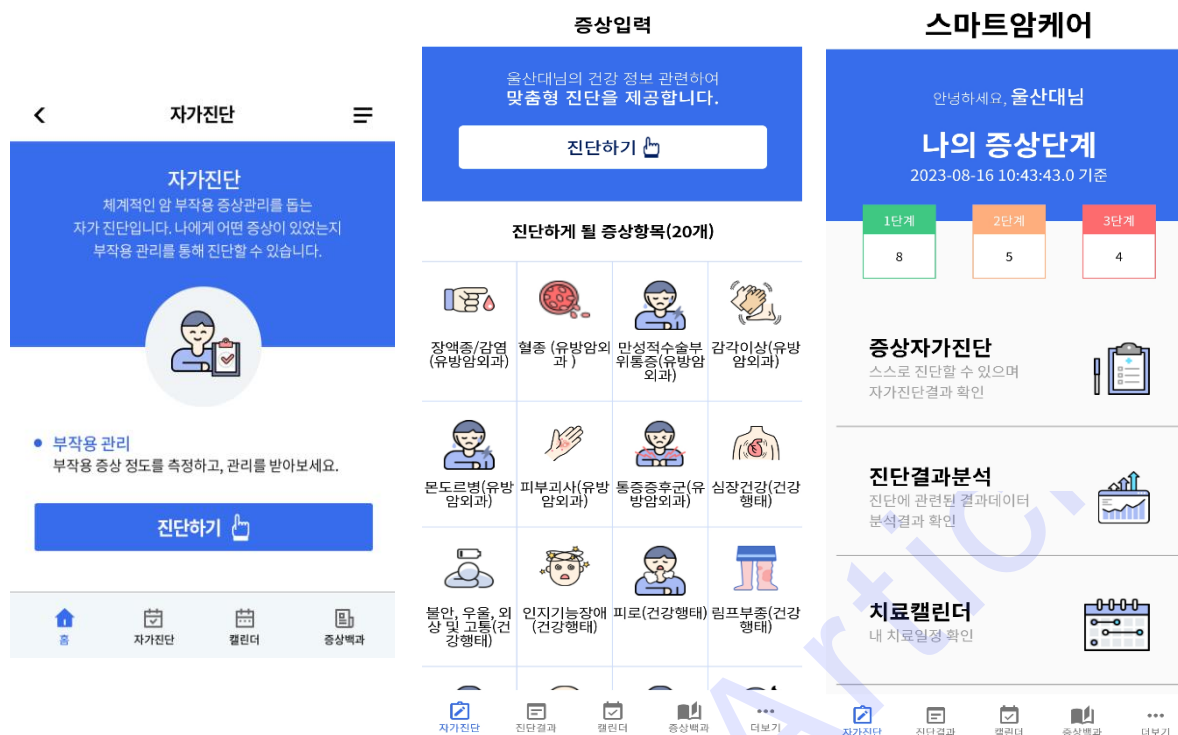 자가진단
자가진단
체계적인 암 부작용 증상관리를 돕는
자가 진단입니다. 나에게 어떤 증상이 있었는지
부작용 관리를 통해 진단할 수 있습니다.
부작용 관리
부작용 증상 정도를 측정하고, 관리를 받아보세요.
진단하기
홈
자가진단
캘린더
증상백과
증상입력
울산대님의 건강 정보 관련하여
맞춤형 진단을 제공합니다.
진단하기
진단하게 될 증상항목(20개)
장액종/감염
(유방암외과)
혈종 (유방암외
과 )
만성적수술부
위통증(유방암
외과)
감각이상(유방
암외과)
몬도르병(유방
암외과)
피부괴사(유방
암외과)
통증증후군(유
방암외과)
심장건강(건강
행태)
불안, 우울, 외
상 및 고통(건
강행태)
인지기능장애
(건강행태)
피로(건강행태)
림프부종(건강
행태)
자가진단
진단결과
캘린더
증상백과
더보기
스마트암케어
안녕하세요, 울산대님
나의 증상단계
2023-08-16 10:43:43.0 기준
1단계
8
2단계
5
3단계
4
증상자가진단
스스로 진단할 수 있으며
자가진단결과 확인
진단결과분석
진단에 관련된 결과데이터
분석결과 확인
치료캘린더
내 치료일정 확인
자가진단
진단결과
캘린더
증상백과
더보기
Artic